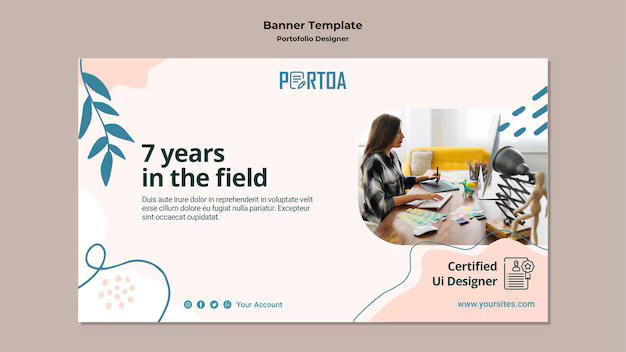 Banner Template
Portofolio Designer
PORTOA
7 years
in the field
Duis aute irure dolor in reprehenderit in voluptate velit
esse cillum dolore eu fugiat nulla pariatur. Excepteur
sint occaecat cupidatat.
Certified
Ui Designer
Your Account
www.yoursites.com